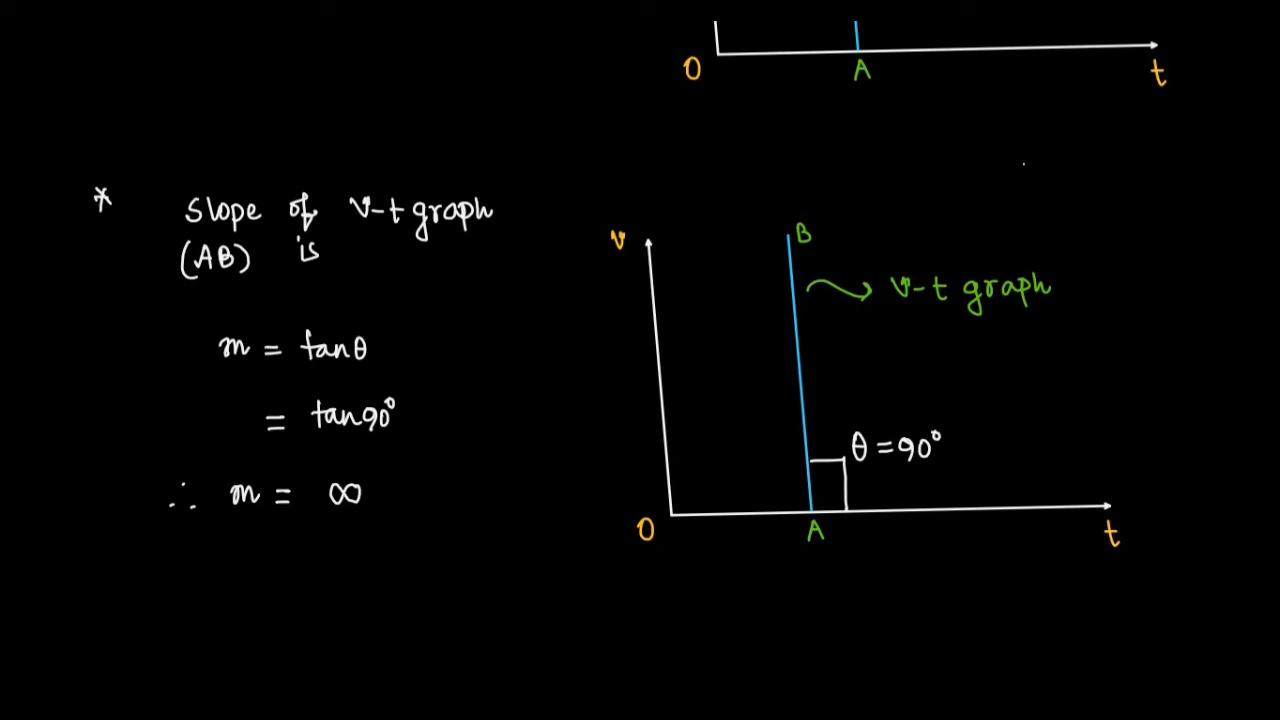 O A t
* Slope of v-t graph
(AB) is
m = tanθ
= tan90°
∴ m = ∞
v
B
v-t graph
θ = 90°
O A t